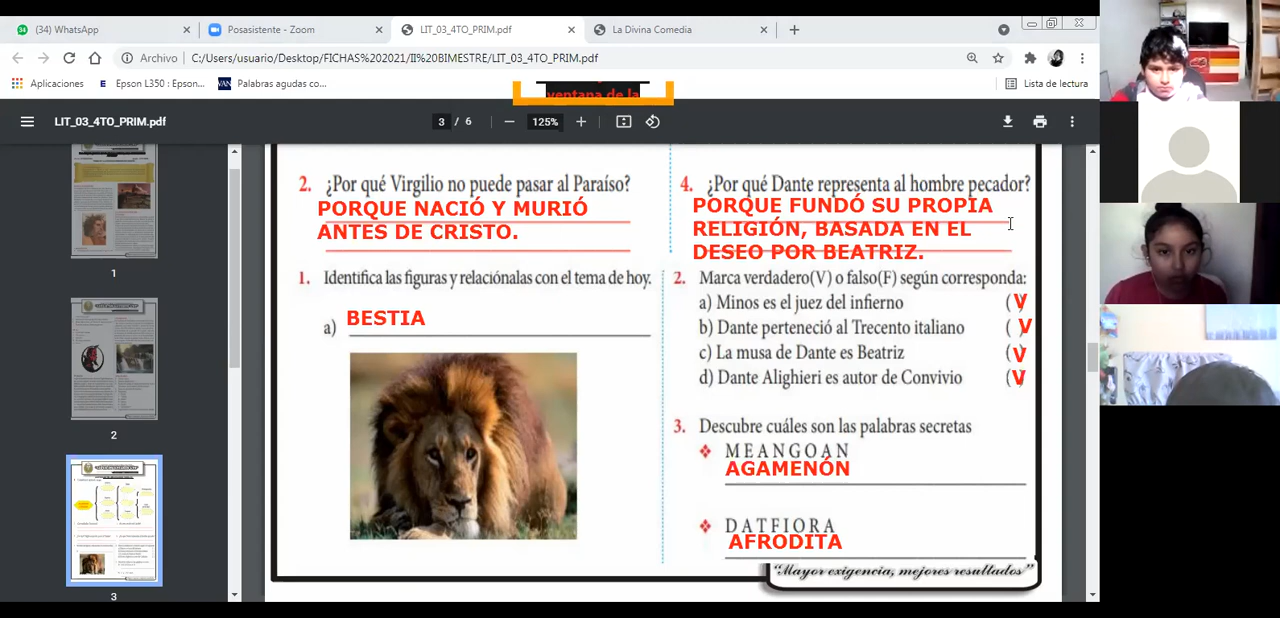 (34) WhatsApp
Posasistente - Zoom
LIT_03_4TO_PRIM.pdf
La Divina Comedia
Archivo
C:/Users/usuario/Desktop/FICHAS%202021/II%20BIMESTRE/LIT_03_4TO_PRIM.pdf
Aplicaciones
Epson L350 : Epson...
Palabras agudas co...
Lista de lectura
ventana de la
LIT_03_4TO_PRIM.pdf
3 / 6
125%
1
2
3
2. ¿Por qué Virgilio no puede pasar al Paraíso?
PORQUE NACIÓ Y MURIÓ
ANTES DE CRISTO.
1. Identifica las figuras y relaciónalas con el tema de hoy.
a) BESTIA
4. ¿Por qué Dante representa al hombre pecador?
PORQUE FUNDÓ SU PROPIA
RELIGIÓN, BASADA EN EL
DESEO POR BEATRIZ.
2. Marca verdadero(V) o falso(F) según corresponda:
a) Minos es el juez del infierno (V
b) Dante perteneció al Trecento italiano ( V
c) La musa de Dante es Beatriz (V)
d) Dante Alighieri es autor de Convivio (V
3. Descubre cuáles son las palabras secretas
❖ M E A N G O A N
AGAMENÓN
❖ D A T F I O R A
AFRODITA
"Mayor exigencia, mejores resultados"